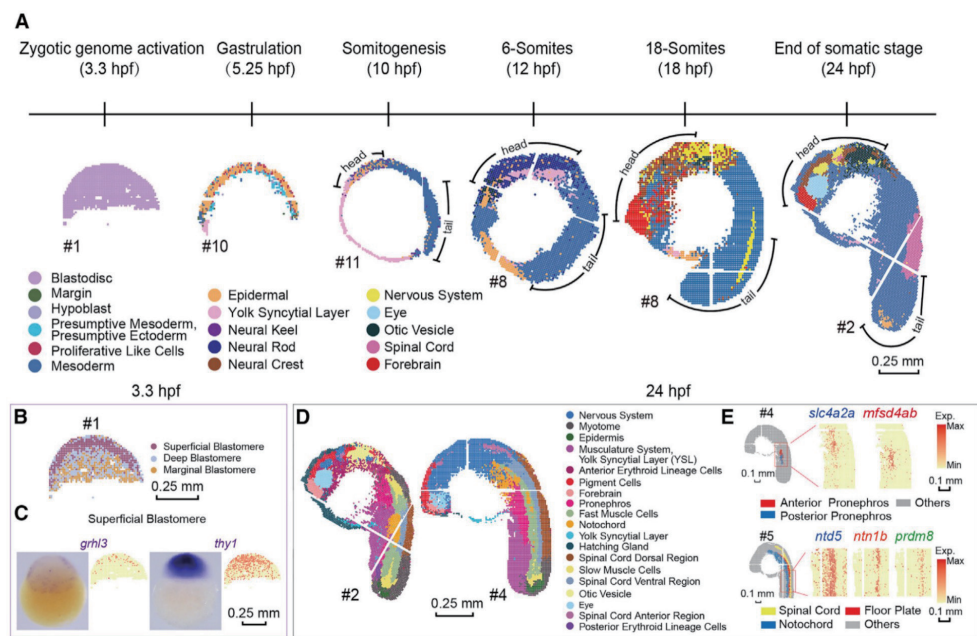 A
Zygotic genome activation
(3.3 hpf)
Gastrulation
(5.25 hpf)
Somitogenesis
(10 hpf)
6-Somites
(12 hpf)
18-Somites
(18 hpf)
End of somatic stage
(24 hpf)
head
head
head
head
tail
tail
tail
tail
#1
#10
#11
#8
#8
#2
0.25 mm
Blastodisc
Margin
Hypoblast
Presumptive Mesoderm,
Presumptive Ectoderm
Proliferative Like Cells
Mesoderm
Epidermal
Yolk Syncytial Layer
Neural Keel
Neural Rod
Neural Crest
Nervous System
Eye
Otic Vesicle
Spinal Cord
Forebrain
3.3 hpf
24 hpf
B
#1
Superficial Blastomere
Deep Blastomere
Marginal Blastomere
0.25 mm
C
Superficial Blastomere
grhl3
thy1
0.25 mm
D
#2
0.25 mm
#4
Nervous System
Myotome
Epidermis
Musculature System,
Yolk Syncytial Layer (YSL)
Anterior Erythroid Lineage Cells
Pigment Cells
Forebrain
Pronephros
Fast Muscle Cells
Notochord
Yolk Syncytial Layer
Hatching Gland
Spinal Cord Dorsal Region
Slow Muscle Cells
Spinal Cord Ventral Region
Otic Vesicle
Eye
Spinal Cord Anterior Region
Posterior Erythroid Lineage Cells
E
#4
slc4a2a
mfsd4ab
Exp.
Max
Min
0.1 mm
0.1 mm
Anterior Pronephros
Others
Posterior Pronephros
#5
ntd5
ntn1b
prdm8
Exp.
Max
Min
0.1 mm
0.1 mm
Spinal Cord
Floor Plate
Notochord
Others